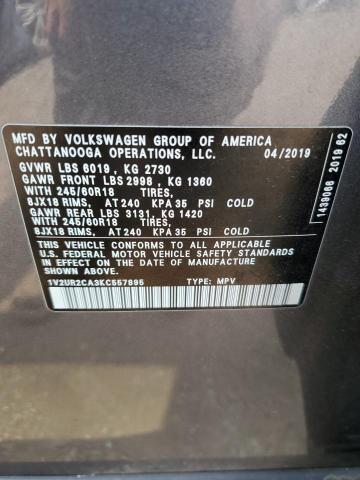 MFD. BY VOLKSWAGEN GROUP OF AMERICA
CHATTANOOGA OPERATIONS, LLC. 04/2019
GVWR LBS 6019 , KG 2730
GAWR FRONT LBS 2998 , KG 1360
WITH 245/60R18 TIRES,
8JX18 RIMS, AT 240 KPA 35 PSI COLD
GAWR REAR LBS 3131, KG 1420
WITH 245/60R18 TIRES,
8JX18 RIMS, AT 240 KPA 35 PSI COLD
THIS VEHICLE CONFORMS TO ALL APPLICABLE
U.S. FEDERAL MOTOR VEHICLE SAFETY STANDARDS
IN EFFECT ON THE DATE OF MANUFACTURE
SHOWN ABOVE.
1V2UR2CA3KC557895 TYPE: MPV
1439066 2019 62